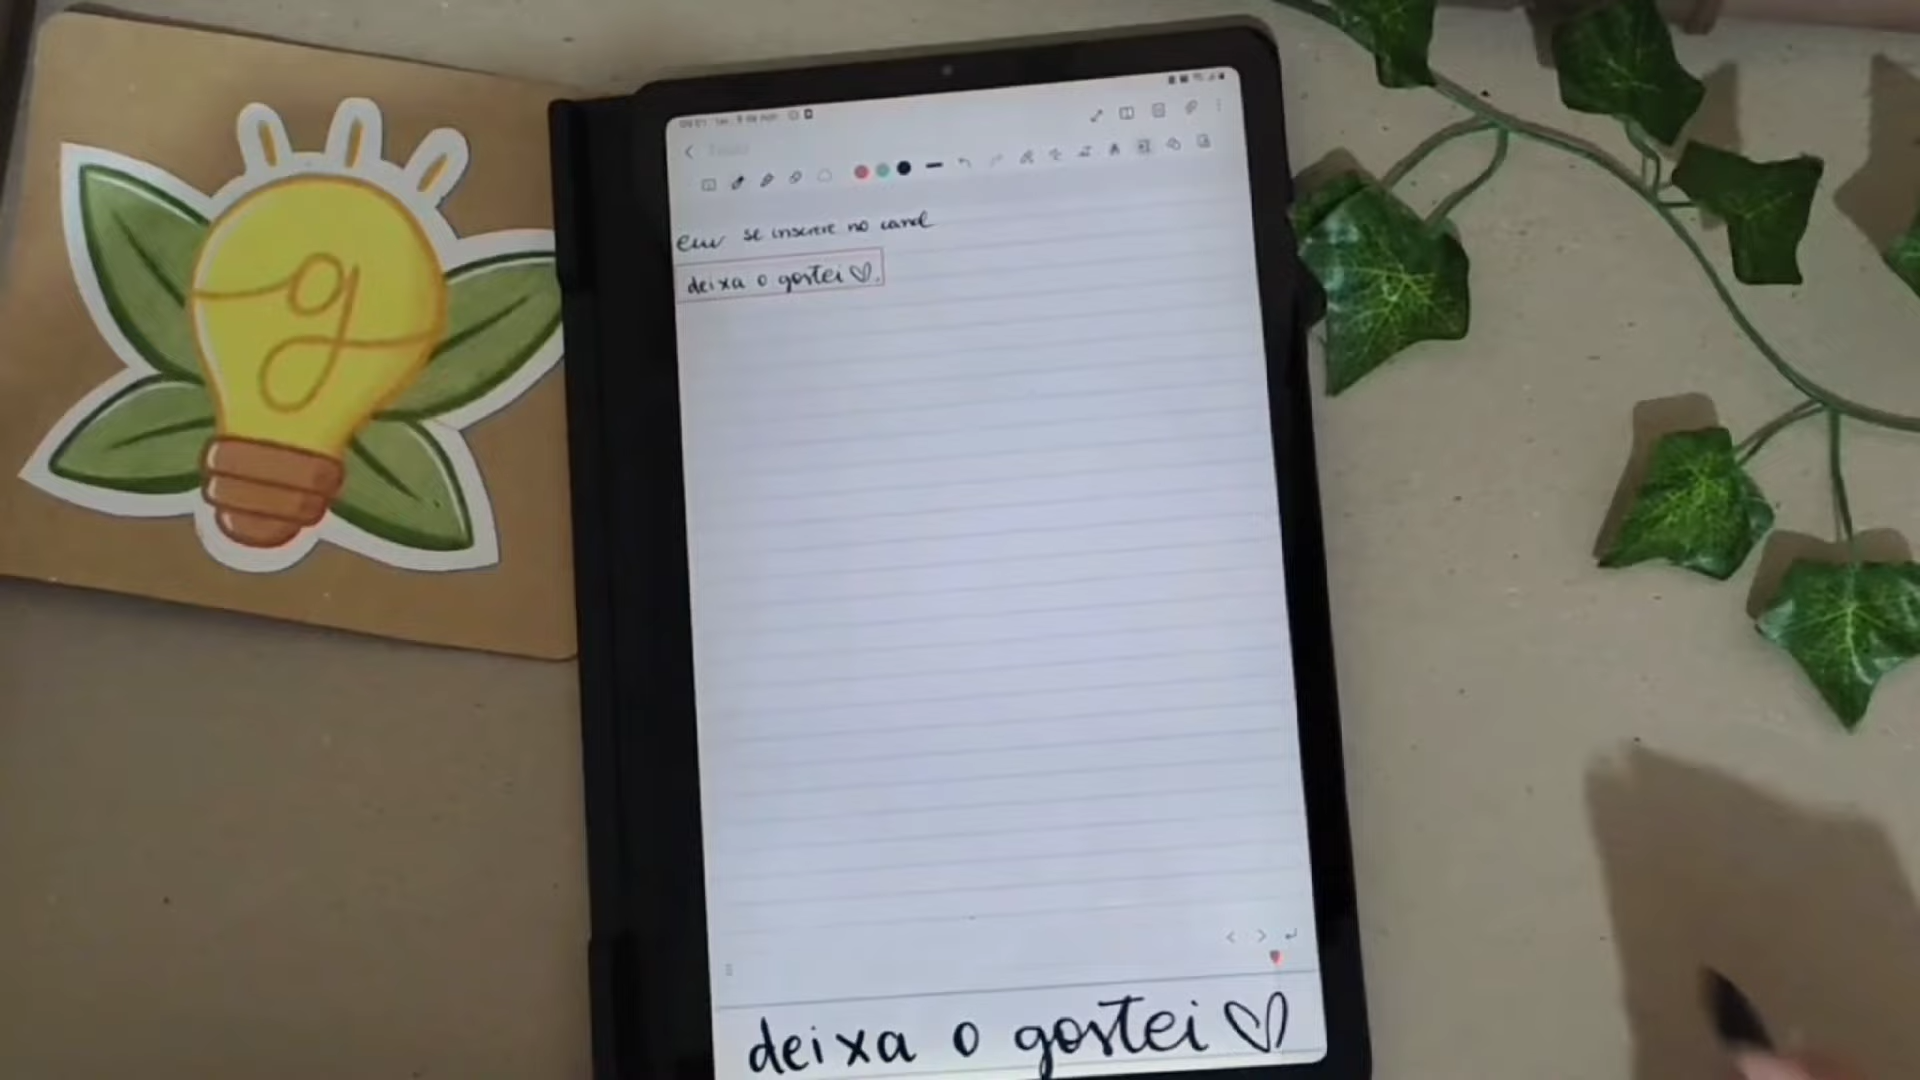 g
eu se inscreve no canal
deixa o gostei ♡.
deixa o gostei ♡